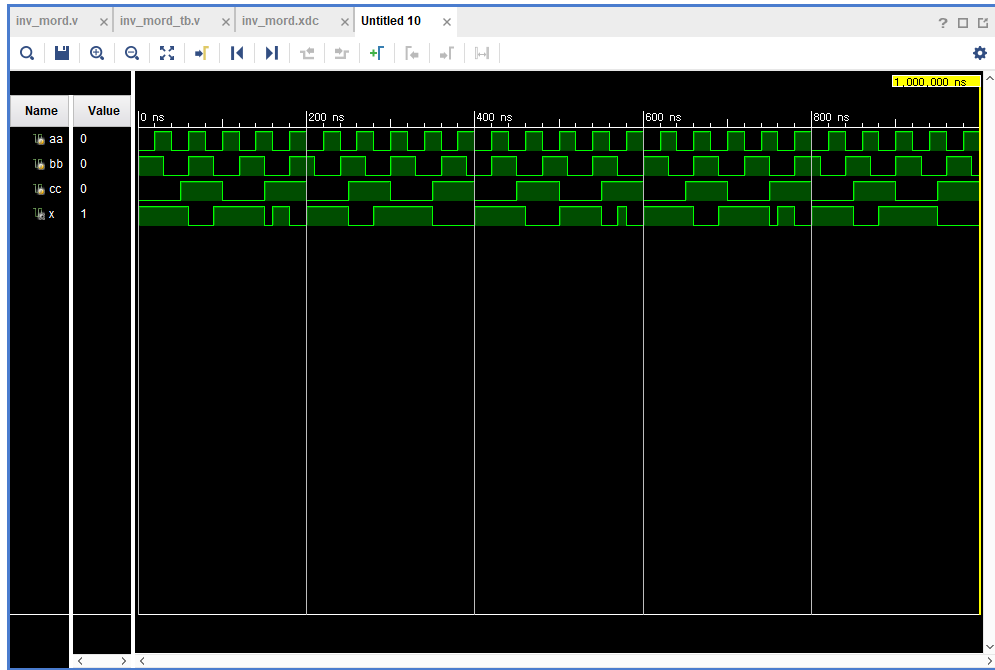 inv_mord.v inv_mord_tb.v inv_mord.xdc Untitled 10
1,000,000 ns
Name Value
0 ns 200 ns 400 ns 600 ns 800 ns
aa 0
bb 0
cc 0
x 1